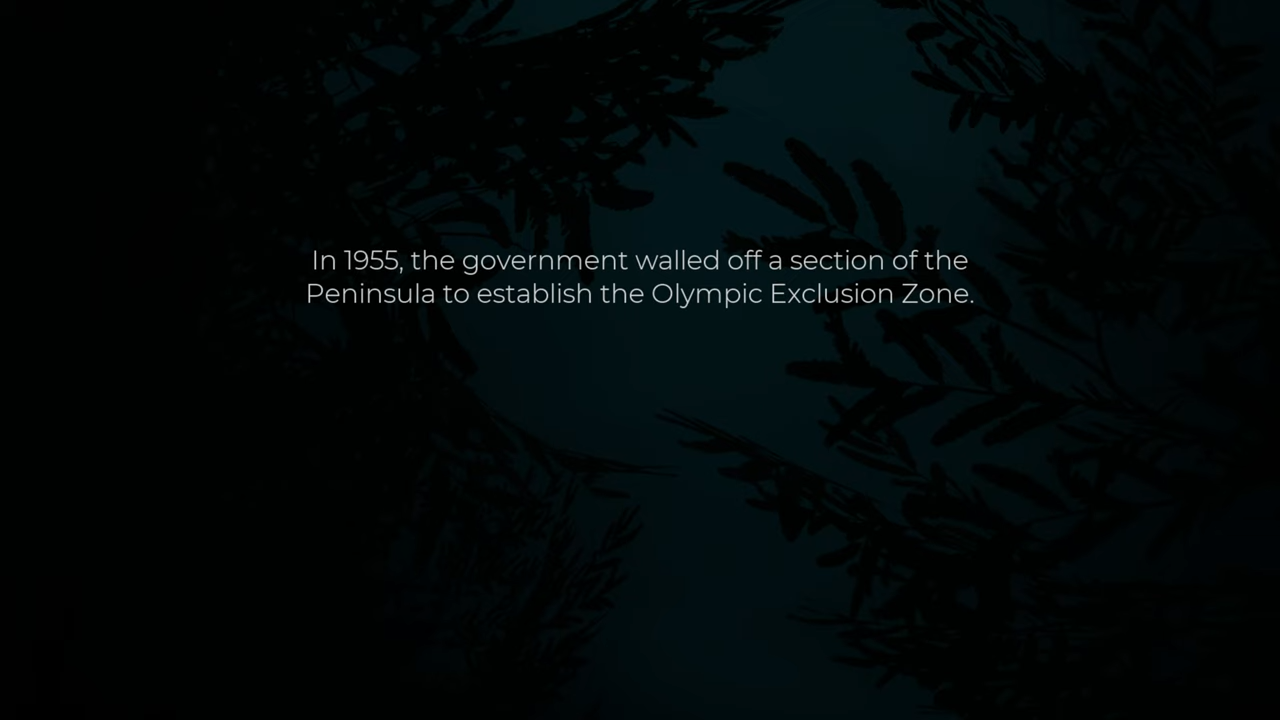 In 1955, the government walled off a section of the
Peninsula to establish the Olympic Exclusion Zone.